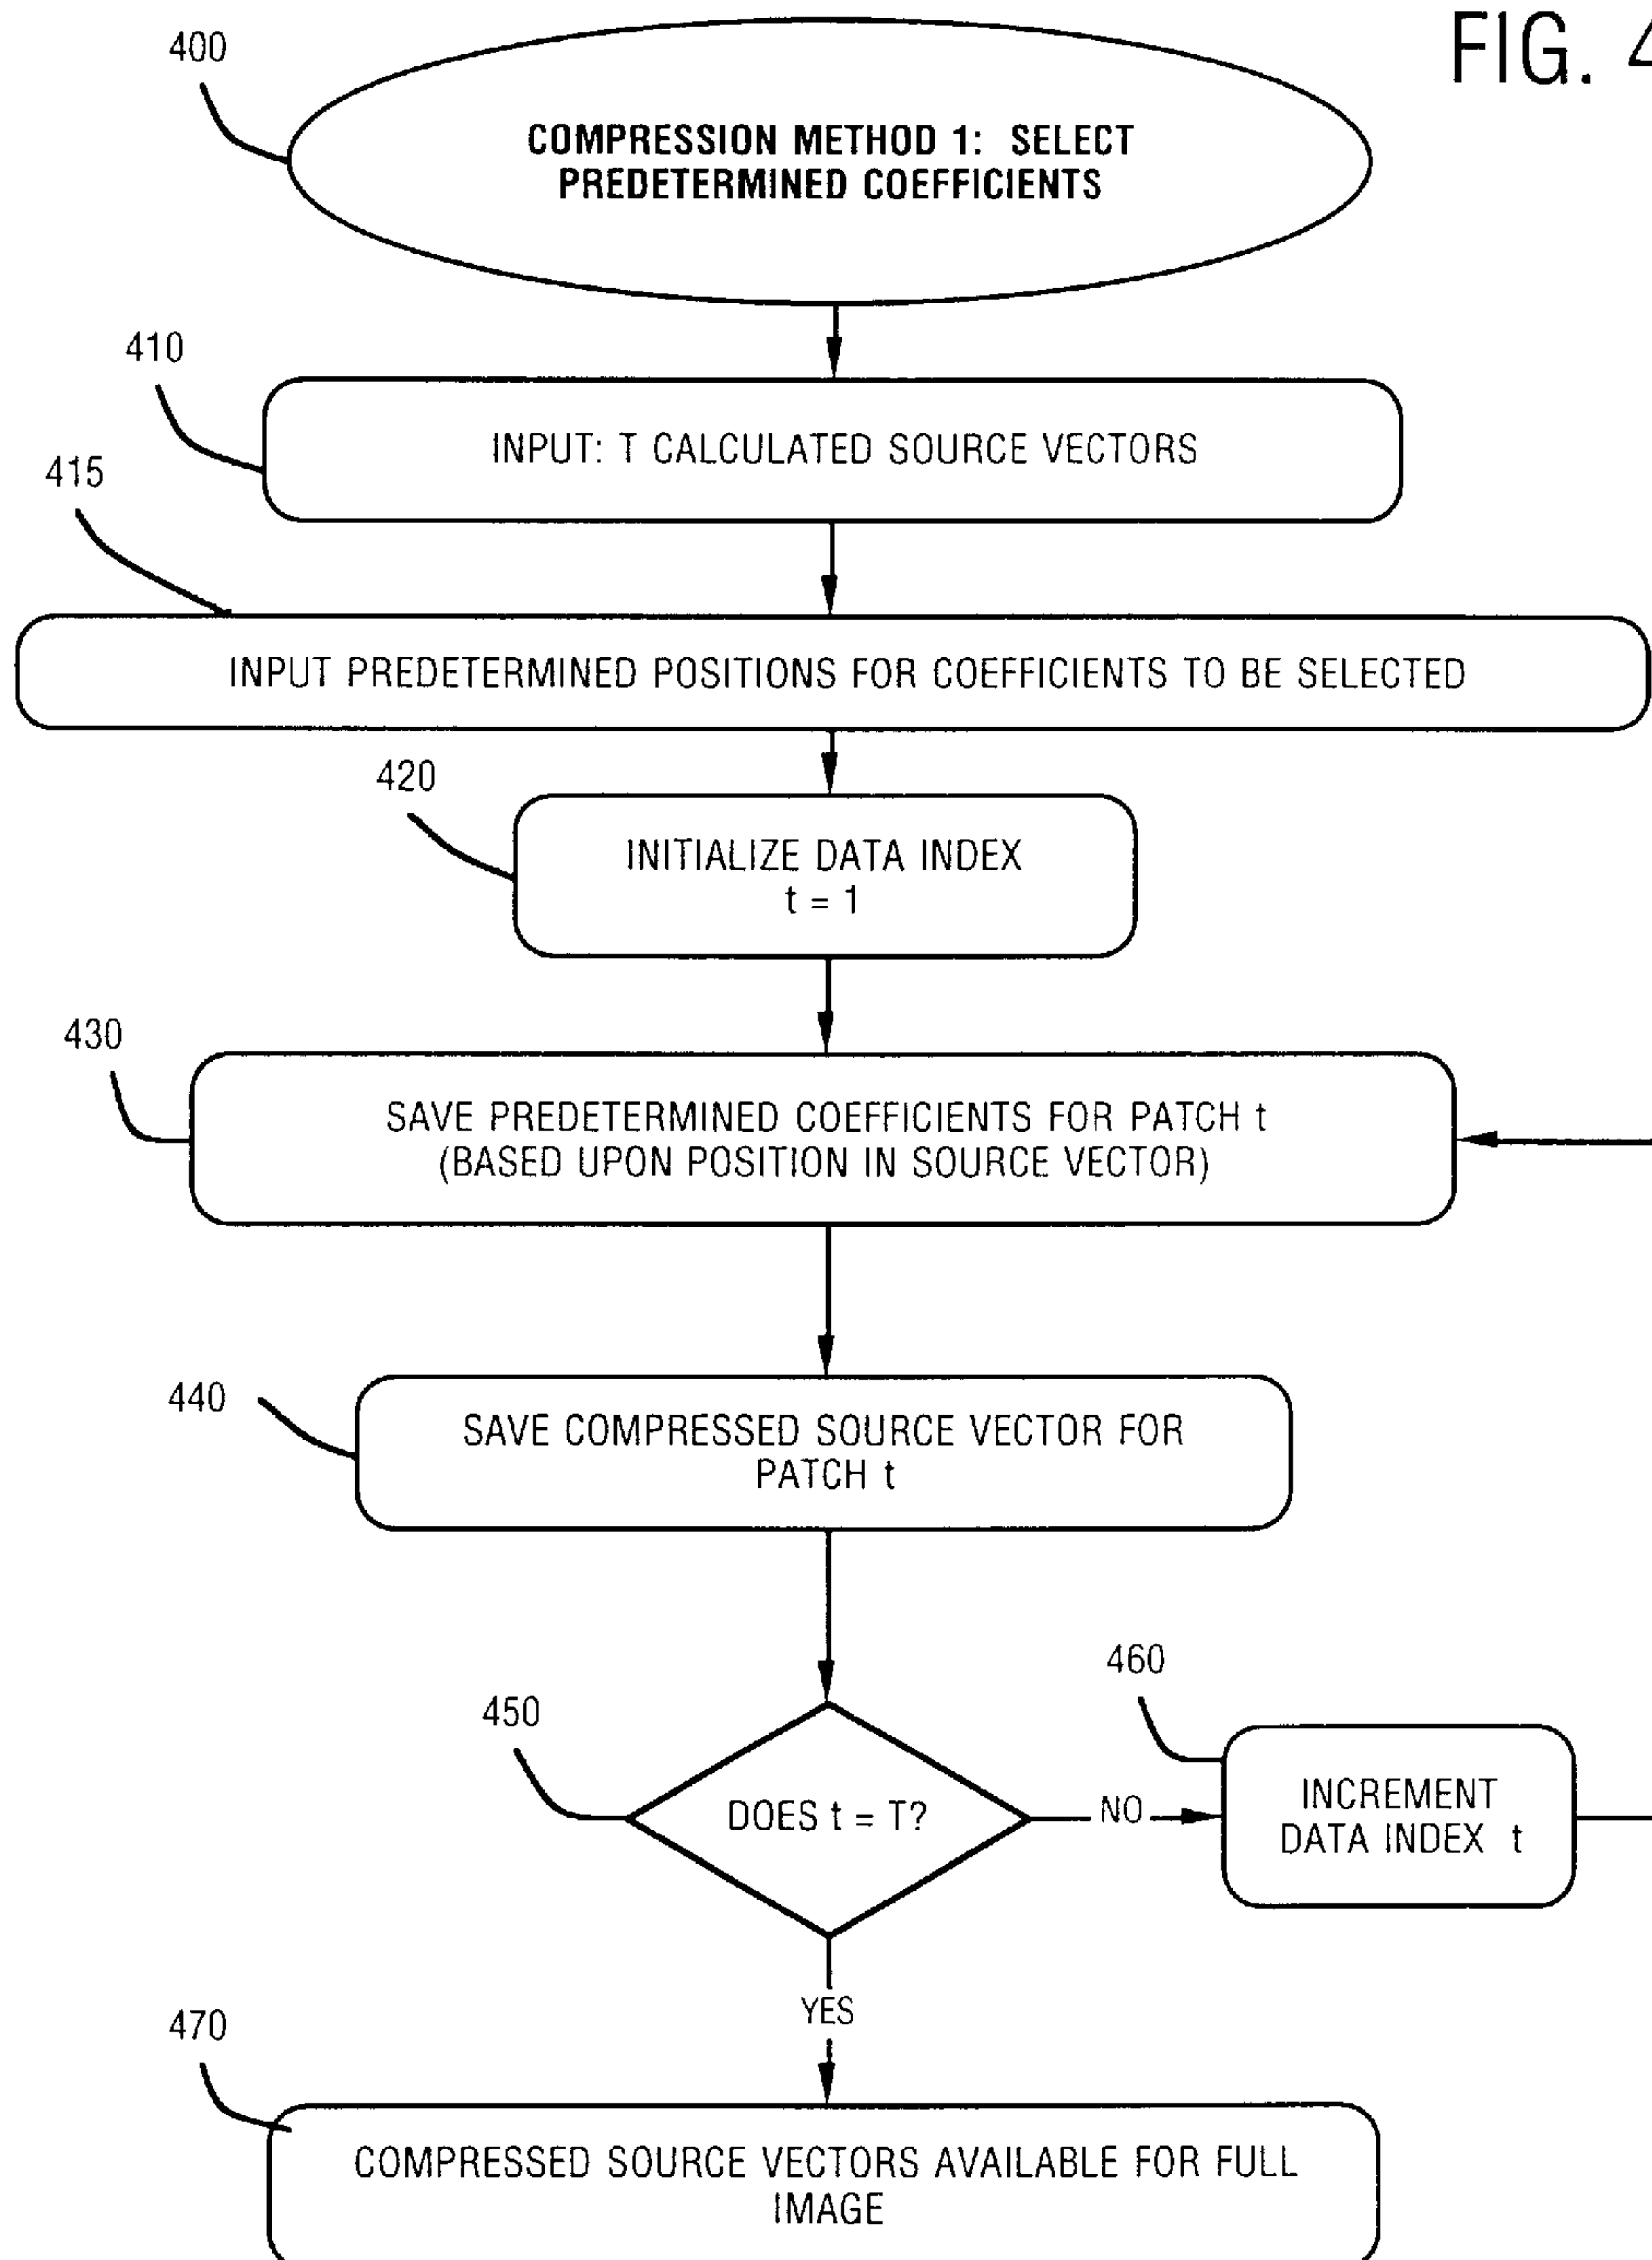 FIG. 4
400
COMPRESSION METHOD 1: SELECT
PREDETERMINED COEFFICIENTS
410
INPUT: T CALCULATED SOURCE VECTORS
415
INPUT PREDETERMINED POSITIONS FOR COEFFICIENTS TO BE SELECTED
420
INITIALIZE DATA INDEX
t = 1
430
SAVE PREDETERMINED COEFFICIENTS FOR PATCH t
(BASED UPON POSITION IN SOURCE VECTOR)
440
SAVE COMPRESSED SOURCE VECTOR FOR
PATCH t
450
DOES t = T?
NO
460
INCREMENT
DATA INDEX t
YES
470
COMPRESSED SOURCE VECTORS AVAILABLE FOR FULL
IMAGE